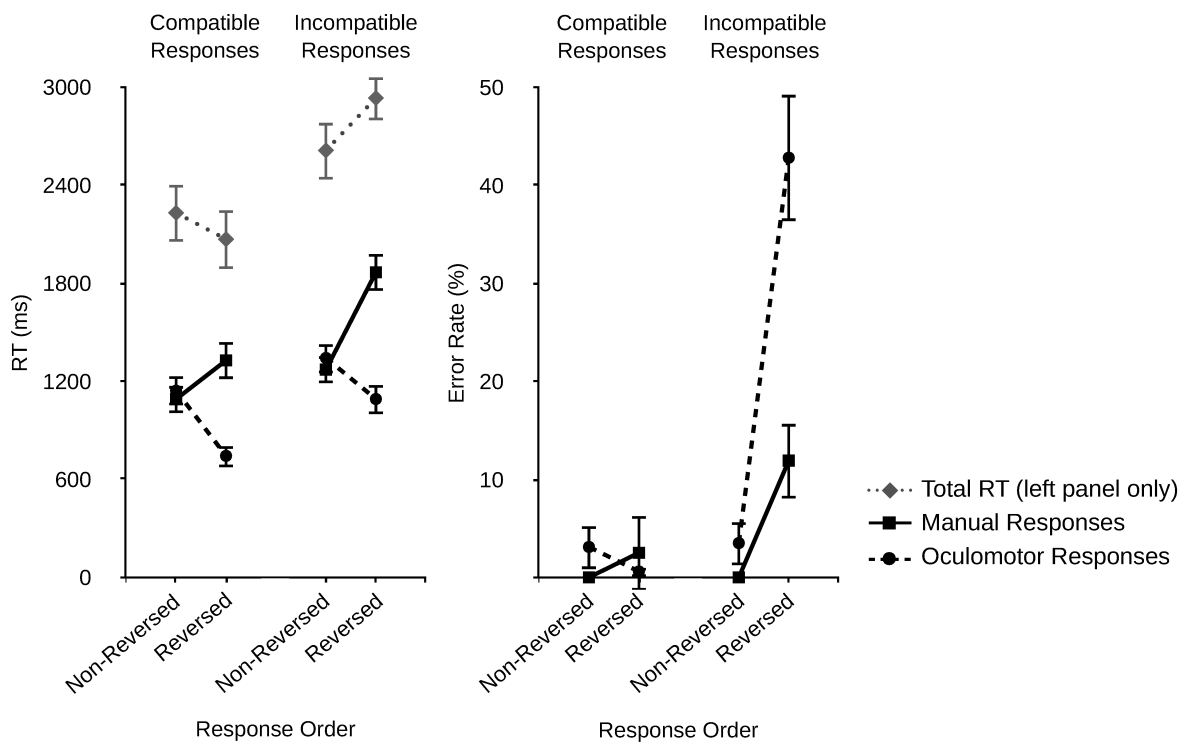 Compatible
Responses
Incompatible
Responses
3000
2400
1800
1200
600
0
RT (ms)
Non-Reversed
Reversed
Non-Reversed
Reversed
Response Order
Compatible
Responses
Incompatible
Responses
50
40
30
20
10
Error Rate (%)
Non-Reversed
Reversed
Non-Reversed
Reversed
Response Order
Total RT (left panel only)
Manual Responses
Oculomotor Responses